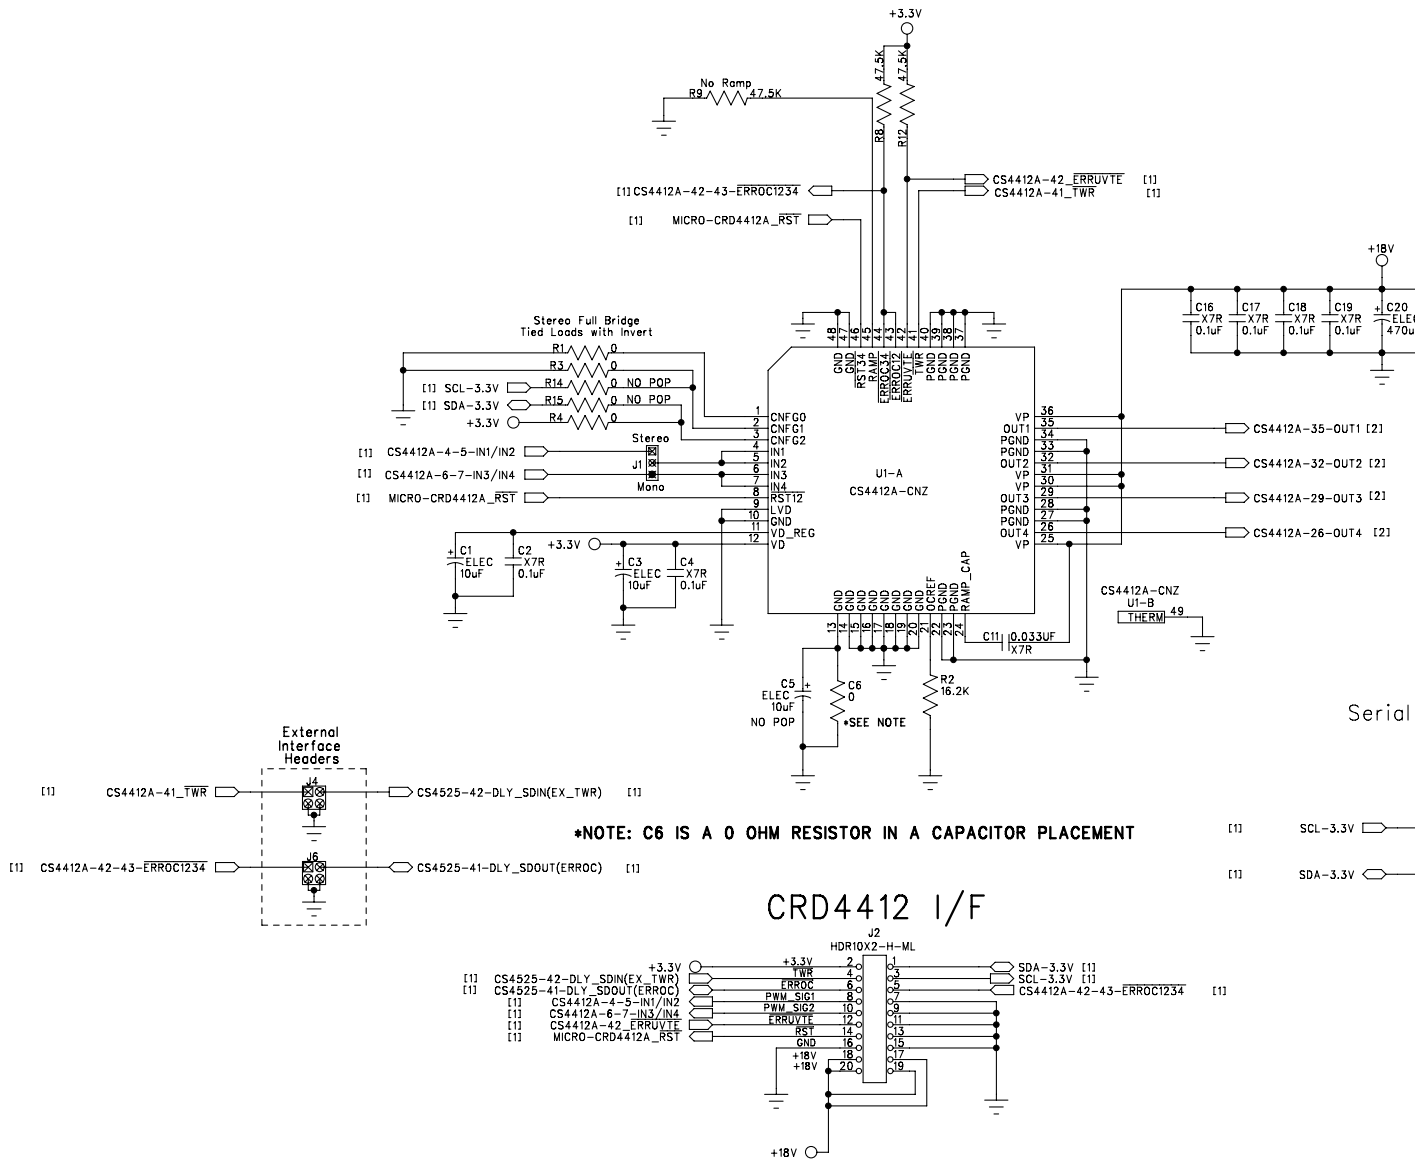 +3.3V
47.5K
47.5K
No Ramp
R9
47.5K
R8
R12
CS4412A-42_ERRUVTE [1]
[1] CS4412A-42-43-ERROC1234
CS4412A-41_TWR [1]
[1] MICRO-CRD4412A_RST
+18V
C16 X7R 0.1uF
C17 X7R 0.1uF
C18 X7R 0.1uF
C19 X7R 0.1uF
C20
470u
Stereo Full Bridge
Tied Loads with Invert
R1 0
R3 0
[1] SCL-3.3V R14 0 NO POP
[1] SDA-3.3V R15 0 NO POP
+3.3V R4 0
48 47 46 45 44 43 42 41 40 39 38 37
GND GND RST34 RAMP ERROC34 ERROC12 ERRUVTE TWR PGND PGND PGND PGND
1 CNFG0
2 CNFG1
3 CNFG2
4 IN1
5 IN2
6 IN3
7 IN4
8 RST12
9 LVD
10 GND
11 VD_REG
12 VD
VP 36
OUT1 35
PGND 34
PGND 33
OUT2 32
VP 31
VP 30
OUT3 29
PGND 28
PGND 27
OUT4 26
VP 25
Stereo
J1
Mono
[1] CS4412A-4-5-IN1/IN2
[1] CS4412A-6-7-IN3/IN4
[1] MICRO-CRD4412A_RST
U1-A
CS4412A-CNZ
CS4412A-35-OUT1 [2]
CS4412A-32-OUT2 [2]
CS4412A-29-OUT3 [2]
CS4412A-26-OUT4 [2]
+3.3V
C1 ELEC 10uF
C2 X7R 0.1uF
C3 ELEC 10uF
C4 X7R 0.1uF
GND GND GND GND GND GND GND GND OCREF PGND PGND RAMP_CAP
13 14 15 16 17 18 19 20 21 22 23 24
C11 0.033UF
X7R
CS4412A-CNZ
U1-B
THERM 49
C5
ELEC
10uF
NO POP
C6
0
*SEE NOTE
R2
16.2K
Serial
External
Interface
Headers
J4
[1] CS4412A-41_TWR
CS4525-42-DLY_SDIN(EX_TWR) [1]
*NOTE: C6 IS A 0 OHM RESISTOR IN A CAPACITOR PLACEMENT
[1] SCL-3.3V
J6
[1] CS4412A-42-43-ERROC1234
CS4525-41-DLY_SDOUT(ERROC) [1]
[1] SDA-3.3V
CRD4412 I/F
J2
HDR10X2-H-ML
+3.3V +3.3V 2 1 SDA-3.3V [1]
[1] CS4525-42-DLY_SDIN(EX_TWR) TWR 4 3 SCL-3.3V [1]
[1] CS4525-41-DLY_SDOUT(ERROC) ERROC 6 5 CS4412A-42-43-ERROC1234 [1]
[1] CS4412A-4-5-IN1/IN2 PWM_SIG1 8 7
[1] CS4412A-6-7-IN3/IN4 PWM_SIG2 10 9
[1] CS4412A-42_ERRUVTE ERRUVTE 12 11
[1] MICRO-CRD4412A_RST RST 14 13
GND 16 15
+18V 18 17
+18V 20 19
+18V